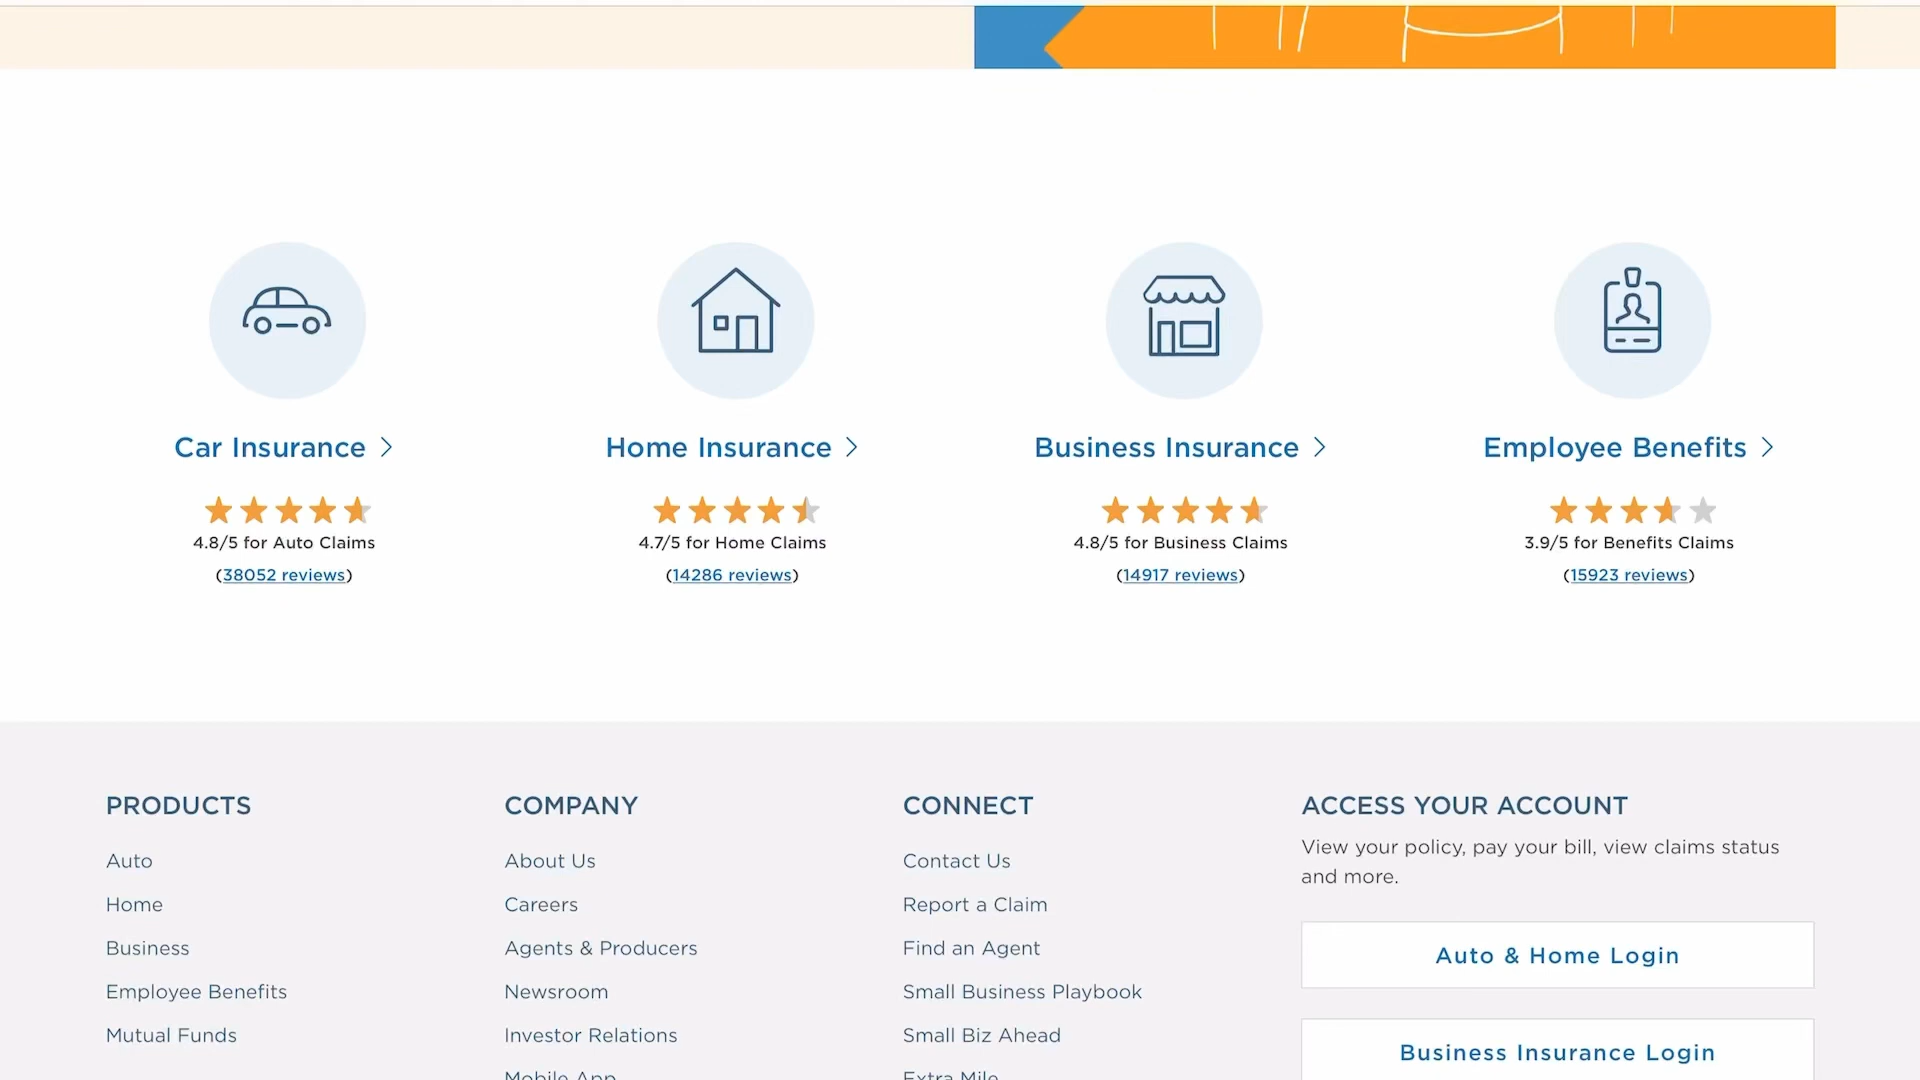 Car Insurance
4.8/5 for Auto Claims
(38052 reviews)
Home Insurance
4.7/5 for Home Claims
(14286 reviews)
Business Insurance
4.8/5 for Business Claims
(14917 reviews)
Employee Benefits
3.9/5 for Benefits Claims
(15923 reviews)
PRODUCTS
Auto
Home
Business
Employee Benefits
Mutual Funds
COMPANY
About Us
Careers
Agents & Producers
Newsroom
Investor Relations
Mobile App
CONNECT
Contact Us
Report a Claim
Find an Agent
Small Business Playbook
Small Biz Ahead
Extra Mile
ACCESS YOUR ACCOUNT
View your policy, pay your bill, view claims status
and more.
Auto & Home Login
Business Insurance Login